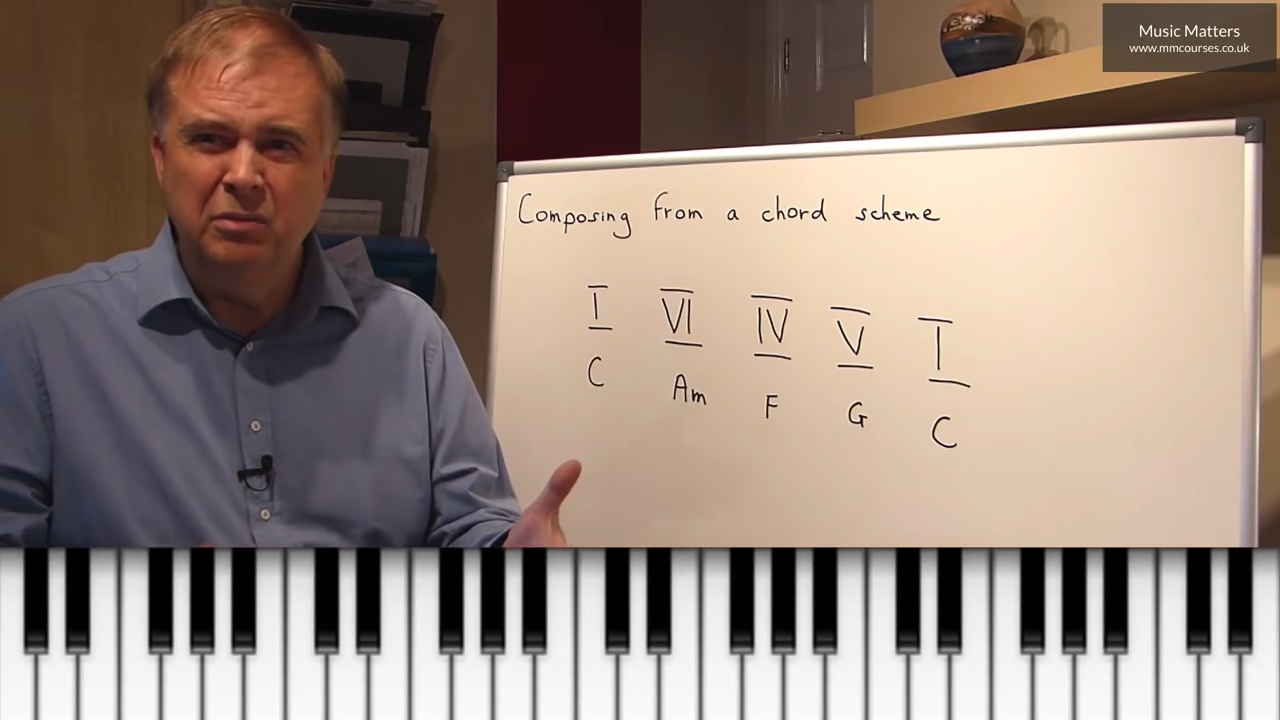 Music Matters
www.mmcourses.co.uk
Composing from a chord scheme
I VI IV V I
C Am F G C